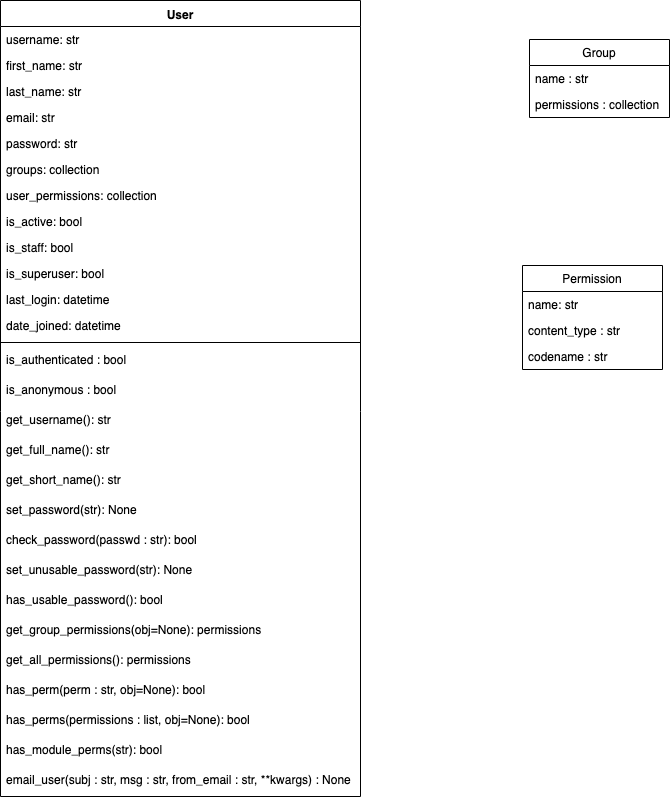 User
username: str
first_name: str
last_name: str
email: str
password: str
groups: collection
user_permissions: collection
is_active: bool
is_staff: bool
is_superuser: bool
last_login: datetime
date_joined: datetime
is_authenticated : bool
is_anonymous : bool
get_username(): str
get_full_name(): str
get_short_name(): str
set_password(str): None
check_password(passwd : str): bool
set_unusable_password(str): None
has_usable_password(): bool
get_group_permissions(obj=None): permissions
get_all_permissions(): permissions
has_perm(perm : str, obj=None): bool
has_perms(permissions : list, obj=None): bool
has_module_perms(str): bool
email_user(subj : str, msg : str, from_email : str, **kwargs) : None
Group
name : str
permissions : collection
Permission
name: str
content_type : str
codename : str